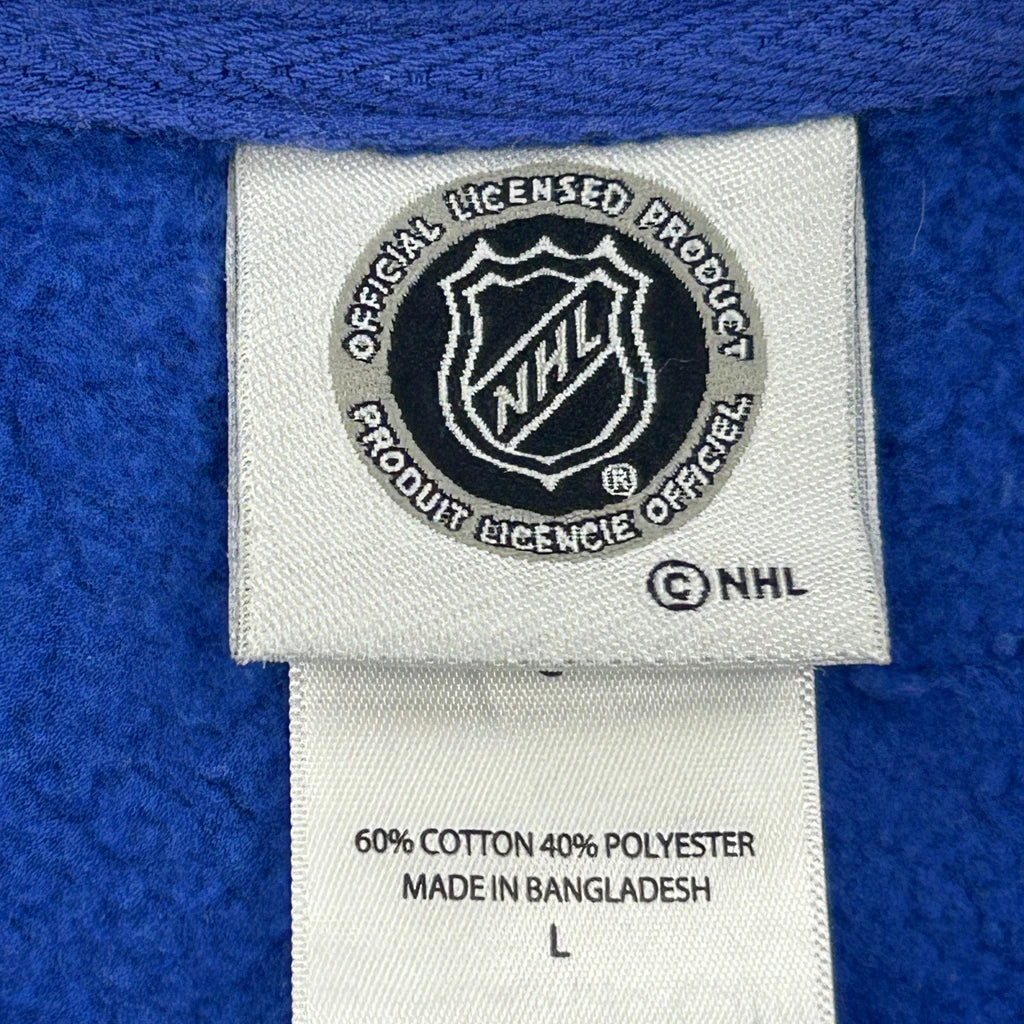 OFFICIAL LICENSED PRODUCT
NHL
®
PRODUIT LICENCIE OFFICIEL
© NHL
60% COTTON 40% POLYESTER
MADE IN BANGLADESH
L